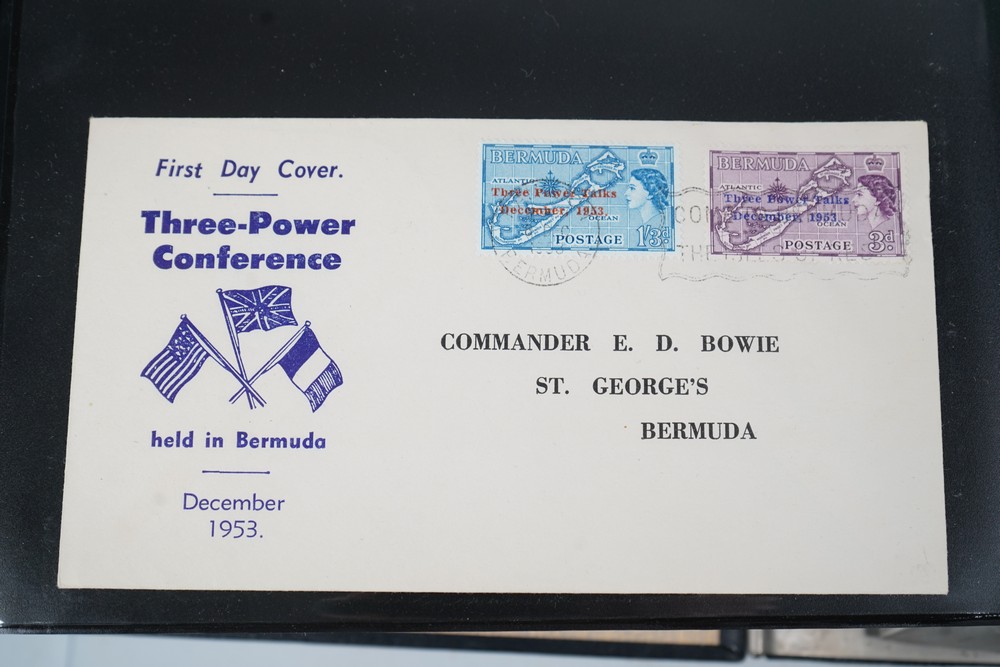 First Day Cover.
Three-Power
Conference
held in Bermuda
December
1953.
BERMUDA
ATLANTIC
Three Power Talks
December, 1953
OCEAN
POSTAGE 1/3d
BERMUDA
BERMUDA
ATLANTIC
Three Power Talks
December, 1953.
OCEAN
POSTAGE 3d.
COMMANDER E. D. BOWIE
ST. GEORGE'S
BERMUDA